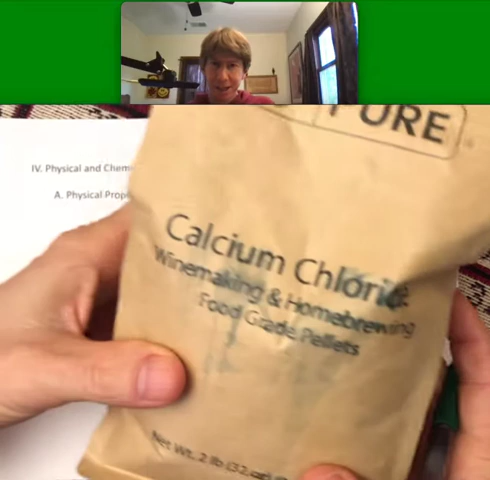 PURE
IV. Physical and Chem
A. Physical Prop
Calcium Chloride
Winemaking & Homebrewing
Food Grade Pellets
Net Wt. 2 lb (32 oz)